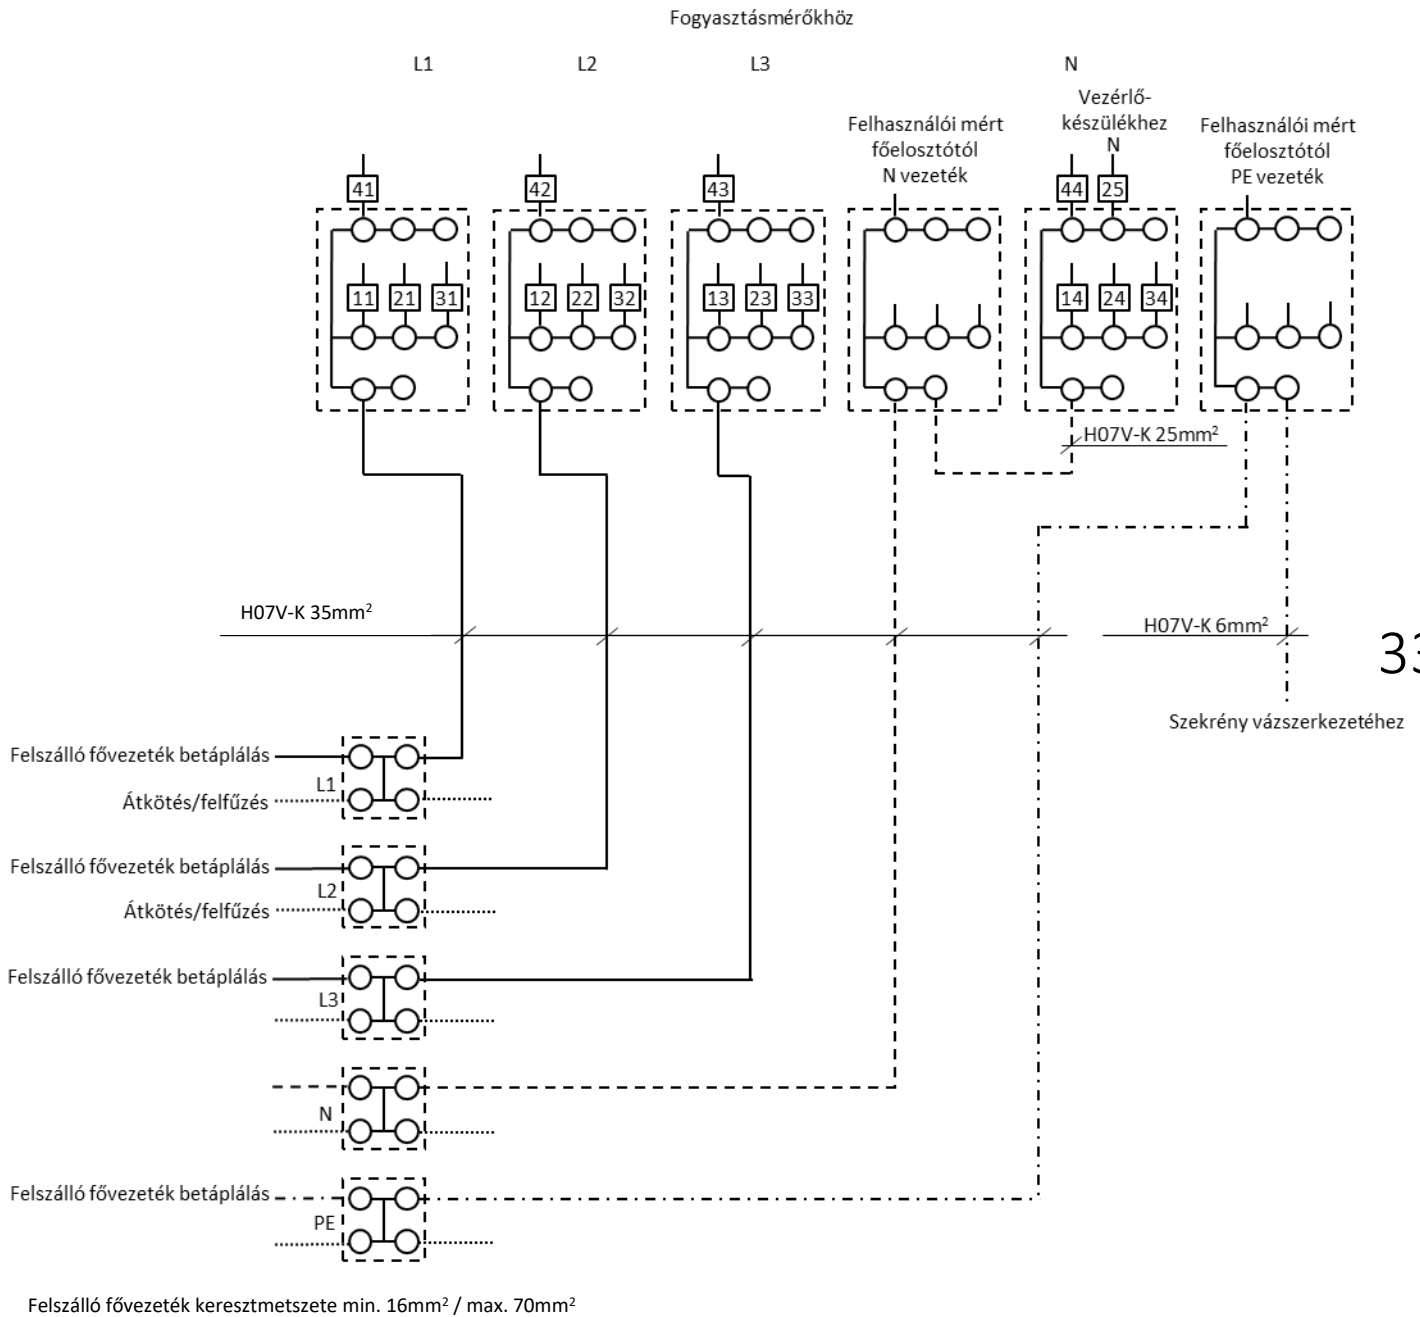 Fogyasztásmérőkhöz
L1 L2 L3 N
Vezérlő-
készülékhez
N
Felhasználói mért
főelosztótól
N vezeték
Felhasználói mért
főelosztótól
PE vezeték
41 42 43 44 25
11 21 31 12 22 32 13 23 33 14 24 34
H07V-K 25mm²
H07V-K 35mm²
H07V-K 6mm²
33
Szekrény vázszerkezetéhez
Felszálló fővezeték betáplálás
L1
Átkötés/felfűzés
Felszálló fővezeték betáplálás
L2
Átkötés/felfűzés
Felszálló fővezeték betáplálás
L3
N
Felszálló fővezeték betáplálás
PE
Felszálló fővezeték keresztmetszete min. 16mm² / max. 70mm²